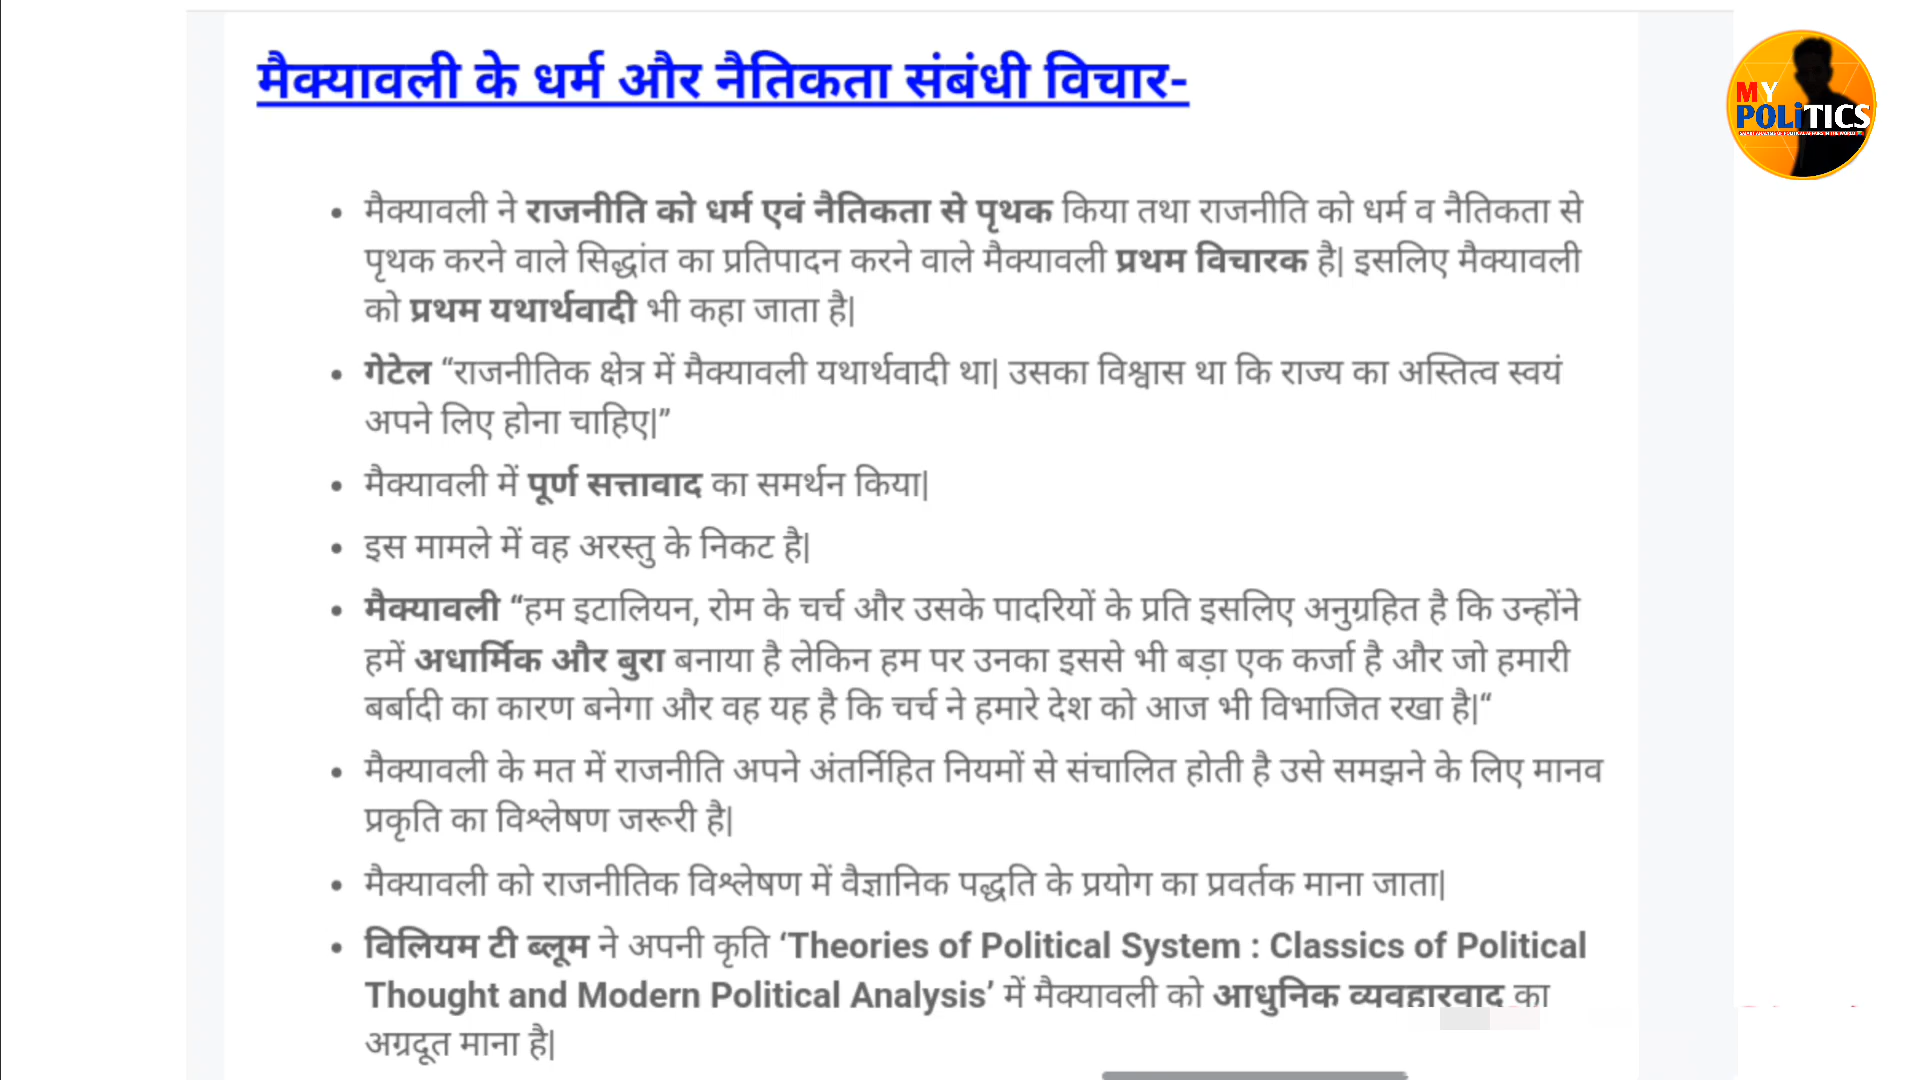 मैक्यावली के धर्म और नैतिकता संबंधी विचार-
MY
POLiTICS
• मैक्यावली ने राजनीति को धर्म एवं नैतिकता से पृथक किया तथा राजनीति को धर्म व नैतिकता से
पृथक करने वाले सिद्धांत का प्रतिपादन करने वाले मैक्यावली प्रथम विचारक है| इसलिए मैक्यावली
को प्रथम यथार्थवादी भी कहा जाता है|
• गेटेल “राजनीतिक क्षेत्र में मैक्यावली यथार्थवादी था| उसका विश्वास था कि राज्य का अस्तित्व स्वयं
अपने लिए होना चाहिए|”
• मैक्यावली में पूर्ण सत्तावाद का समर्थन किया|
• इस मामले में वह अरस्तु के निकट है|
• मैक्यावली “हम इटालियन, रोम के चर्च और उसके पादरियों के प्रति इसलिए अनुग्रहित है कि उन्होंने
हमें अधार्मिक और बुरा बनाया है लेकिन हम पर उनका इससे भी बड़ा एक कर्जा है और जो हमारी
बर्बादी का कारण बनेगा और वह यह है कि चर्च ने हमारे देश को आज भी विभाजित रखा है|“
• मैक्यावली के मत में राजनीति अपने अंतर्निहित नियमों से संचालित होती है उसे समझने के लिए मानव
प्रकृति का विश्लेषण जरूरी है|
• मैक्यावली को राजनीतिक विश्लेषण में वैज्ञानिक पद्धति के प्रयोग का प्रवर्तक माना जाता|
• विलियम टी ब्लूम ने अपनी कृति ‘Theories of Political System : Classics of Political
Thought and Modern Political Analysis’ में मैक्यावली को आधुनिक व्यवहारवाद का
अग्रदूत माना है|